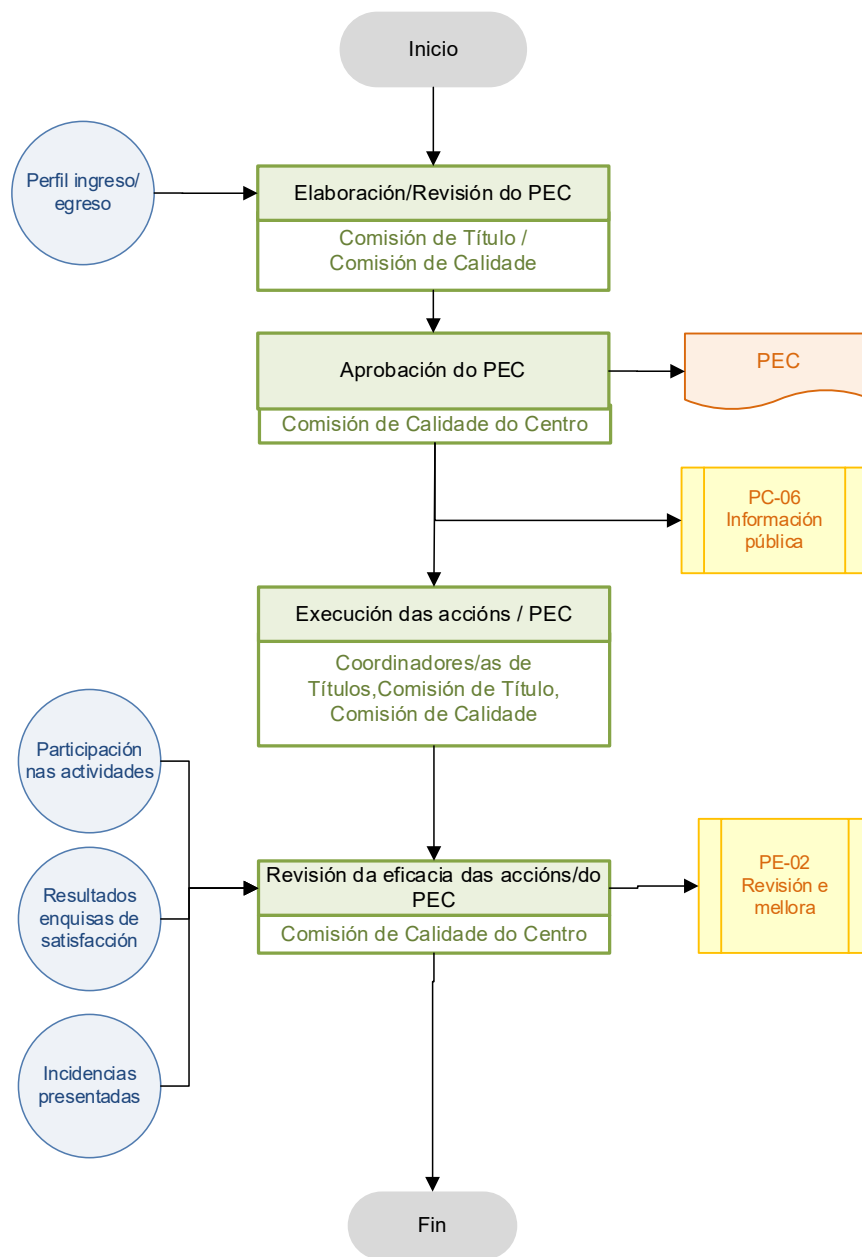 Inicio
Perfil ingreso/
egreso
Elaboración/Revisión do PEC
Comisión de Título /
Comisión de Calidade
Aprobación do PEC
Comisión de Calidade do Centro
PEC
PC-06
Información
pública
Execución das accións / PEC
Coordinadores/as de
Títulos,Comisión de Título,
Comisión de Calidade
Participación
nas actividades
Resultados
enquisas de
satisfacción
Incidencias
presentadas
Revisión da eficacia das accións/do
PEC
Comisión de Calidade do Centro
PE-02
Revisión e
mellora
Fin